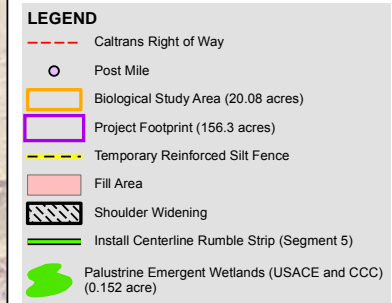 LEGEND
Caltrans Right of Way
Post Mile
Biological Study Area (20.08 acres)
Project Footprint (156.3 acres)
Temporary Reinforced Silt Fence
Fill Area
Shoulder Widening
Install Centerline Rumble Strip (Segment 5)
Palustrine Emergent Wetlands (USACE and CCC)
(0.152 acre)